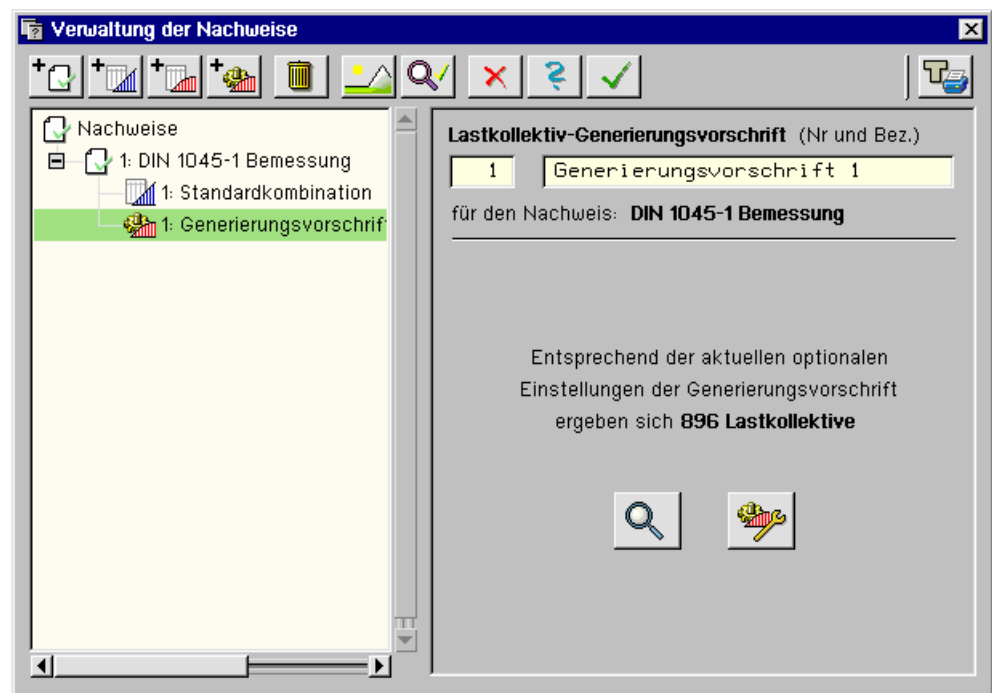 Verwaltung der Nachweise
Nachweise
1: DIN 1045-1 Bemessung
1: Standardkombination
1: Generierungsvorschrif
Lastkollektiv-Generierungsvorschrift (Nr und Bez.)
1 Generierungsvorschrift 1
für den Nachweis: DIN 1045-1 Bemessung
Entsprechend der aktuellen optionalen
Einstellungen der Generierungsvorschrift
ergeben sich 896 Lastkollektive